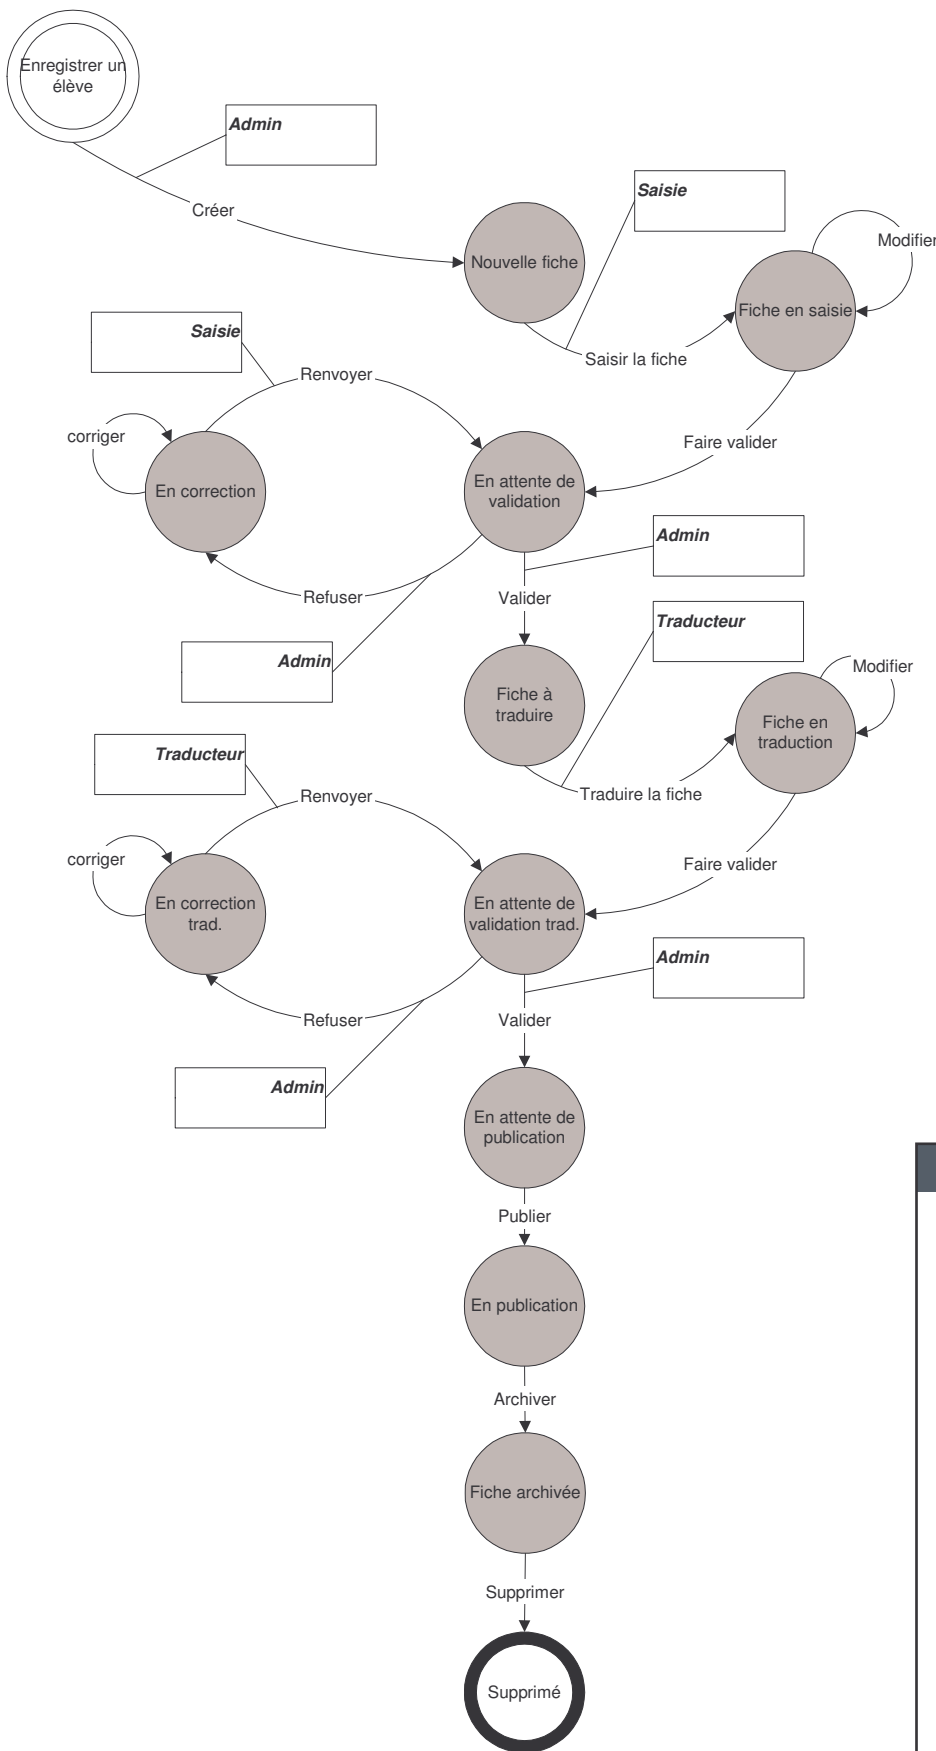 Enregistrer un
élève
Admin
Créer
Saisie
Nouvelle fiche
Modifier
Fiche en saisie
Saisir la fiche
Saisie
Renvoyer
corriger
Faire valider
En correction
En attente de
validation
Admin
Refuser
Valider
Traducteur
Admin
Fiche à
traduire
Modifier
Fiche en
traduction
Traducteur
Traduire la fiche
Renvoyer
corriger
Faire valider
En correction
trad.
En attente de
validation trad.
Admin
Refuser
Valider
Admin
En attente de
publication
Publier
En publication
Archiver
Fiche archivée
Supprimer
Supprimé